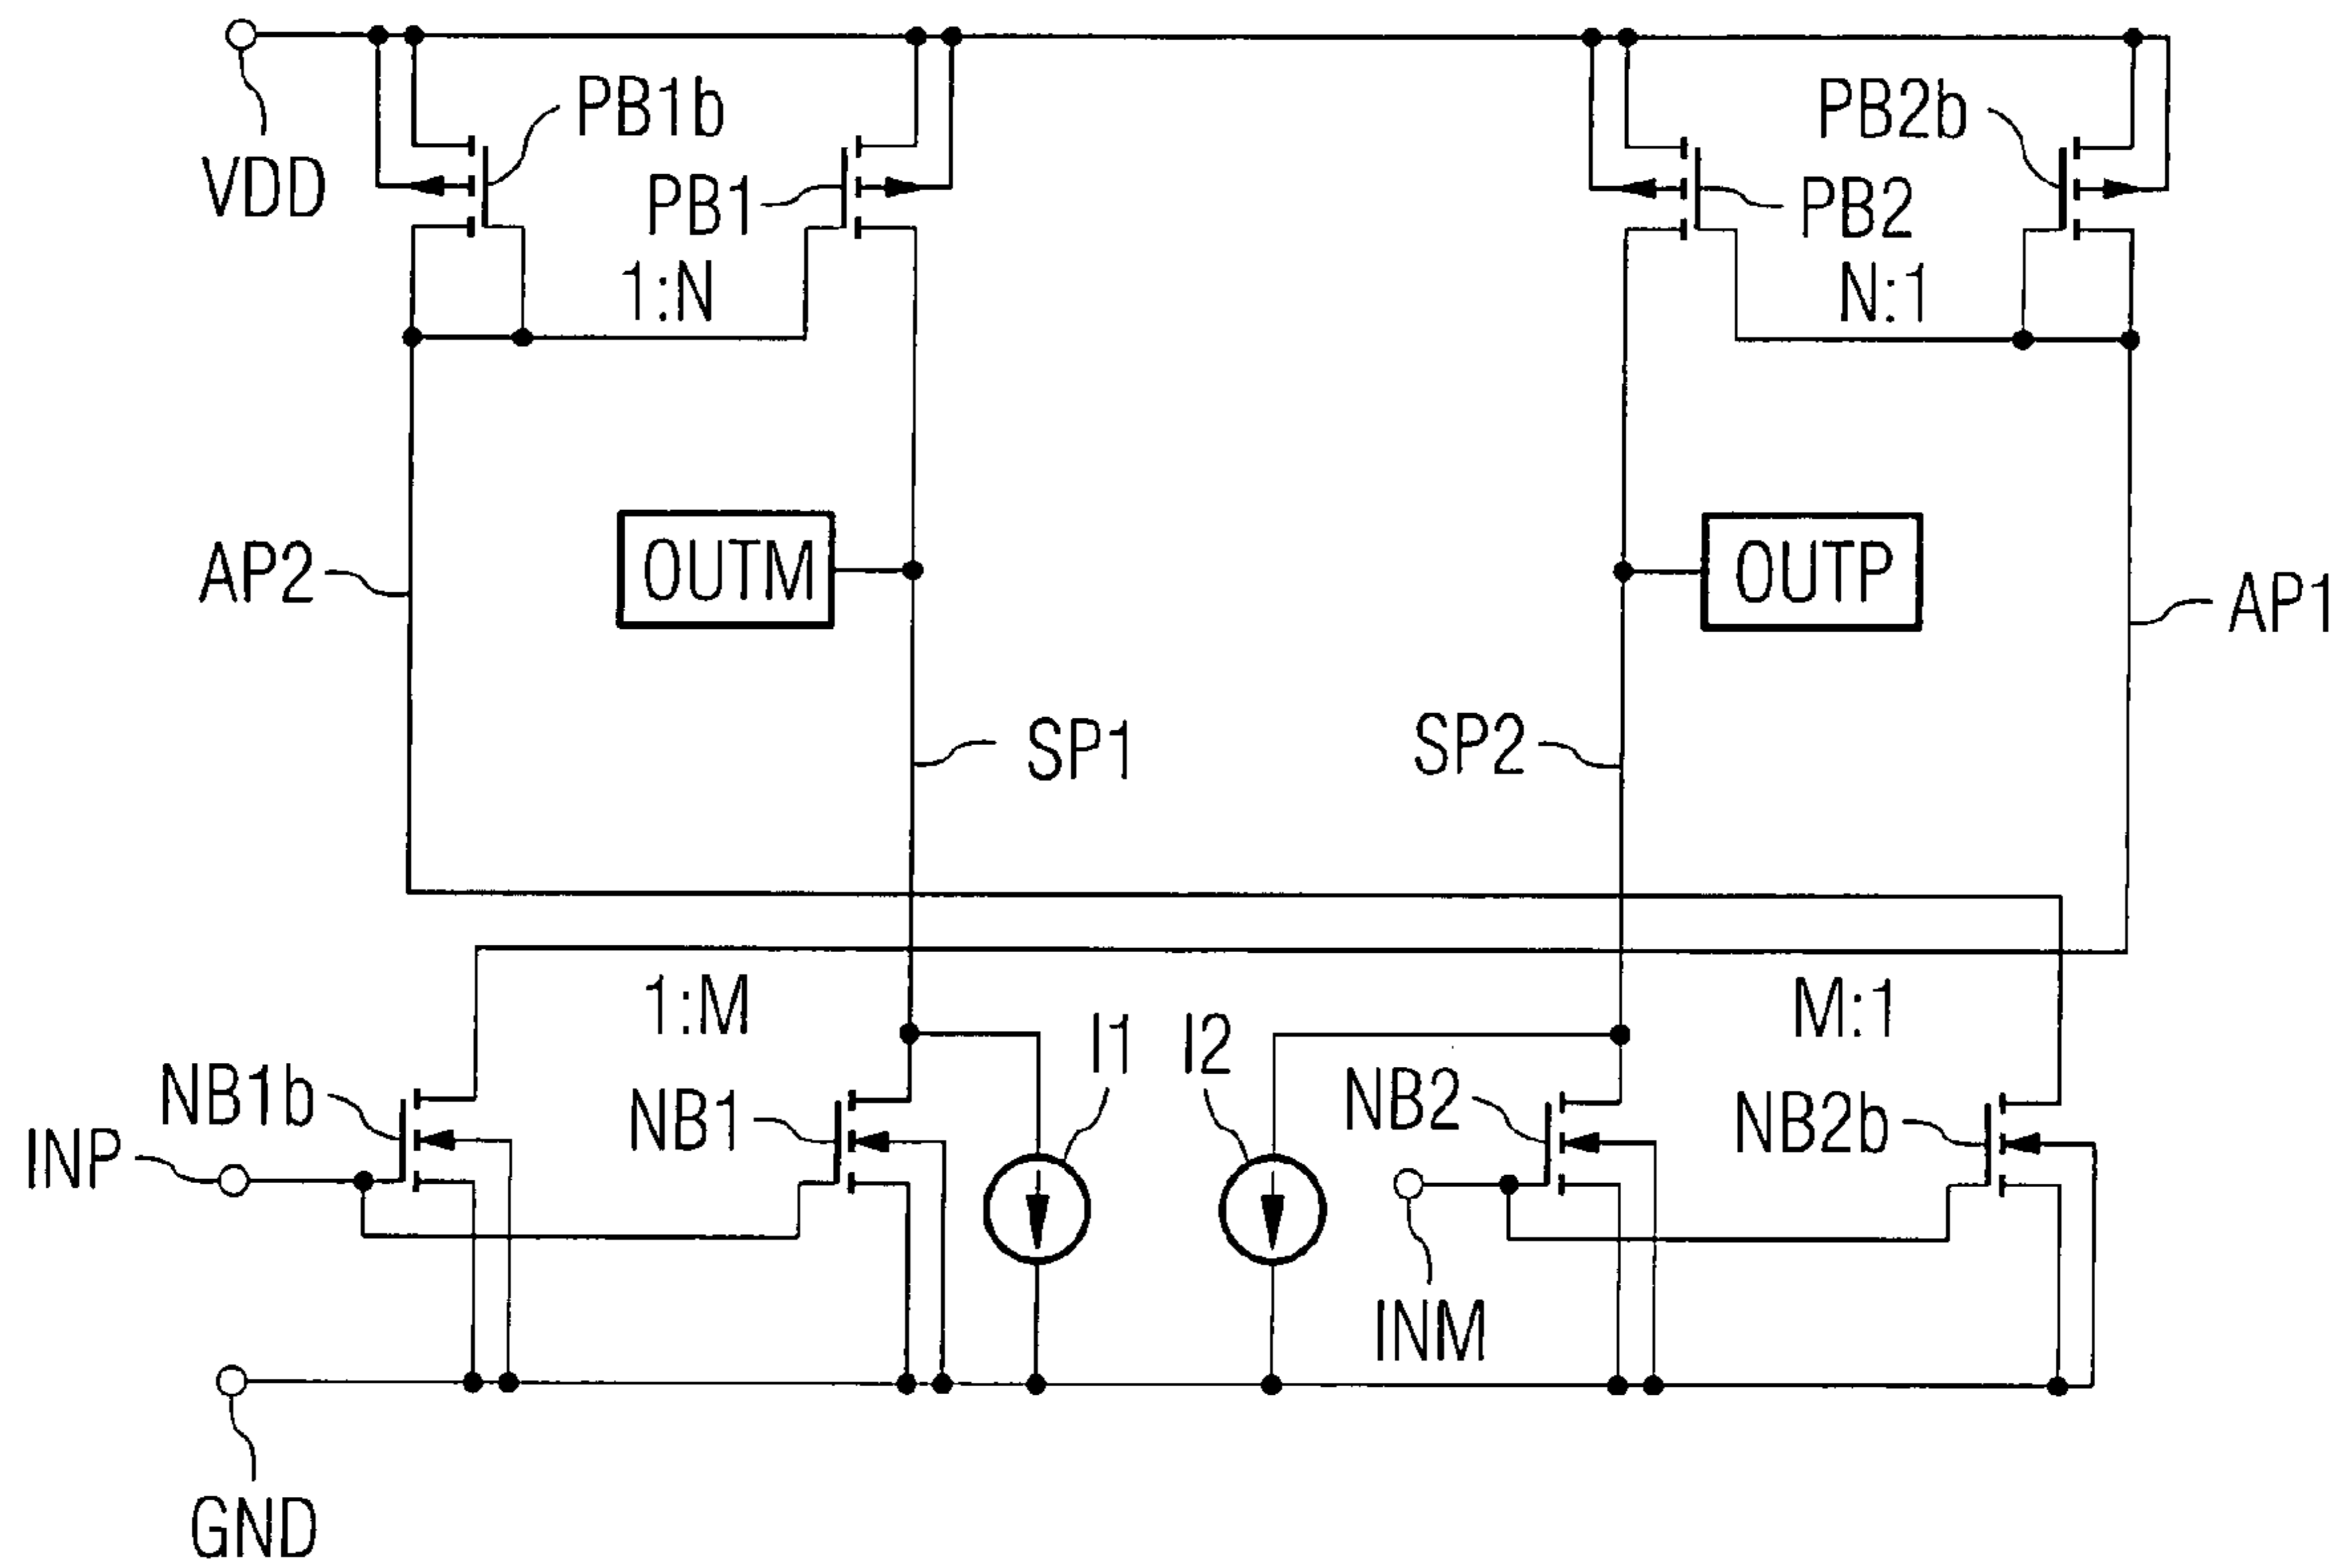 PB1b
PB2b
VDD
PB1
PB2
1:N
N:1
OUTM
OUTP
AP2
AP1
SP1
SP2
1:M
M:1
I1
I2
NB1b
NB1
NB2
NB2b
INP
INM
GND